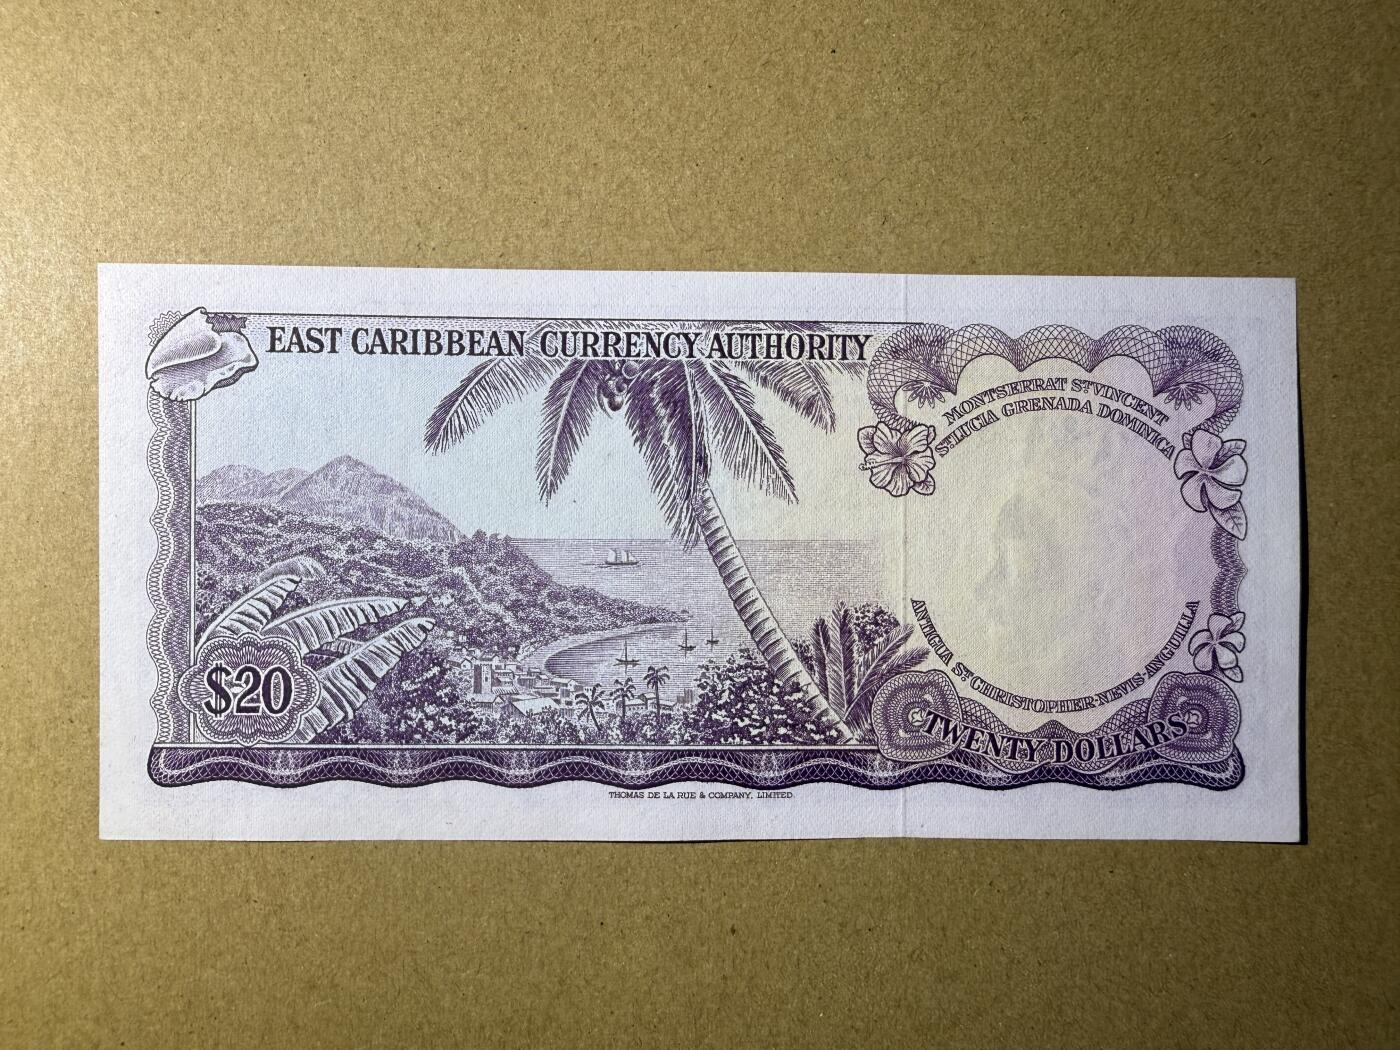 EAST CARIBBEAN CURRENCY AUTHORITY
MONTSERRAT ST VINCENT
ST LUCIA GRENADA DOMINICA
ANTIGUA ST CHRISTOPHER-NEVIS-ANGUILLA
$20
TWENTY DOLLARS
THOMAS DE LA RUE & COMPANY, LIMITED.